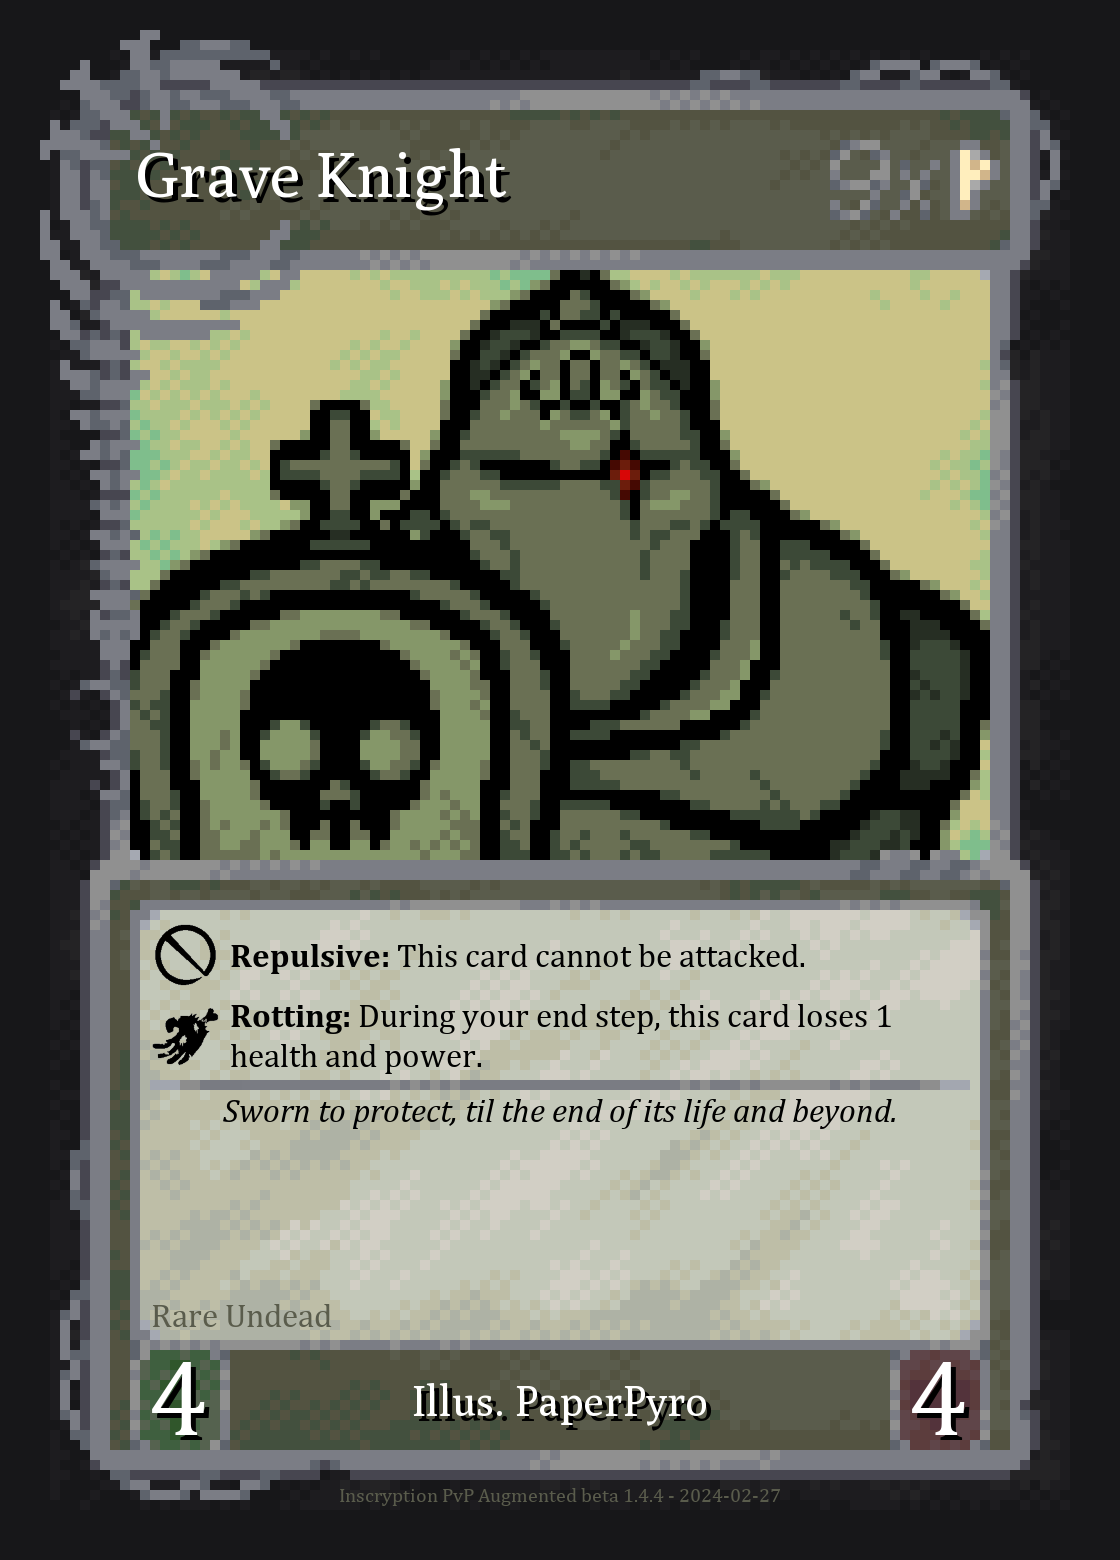 Grave Knight 9x
Repulsive: This card cannot be attacked.
Rotting: During your end step, this card loses 1
health and power.
Sworn to protect, til the end of its life and beyond.
Rare Undead
4 Illus. PaperPyro 4
Inscryption PvP Augmented beta 1.4.4 - 2024-02-27